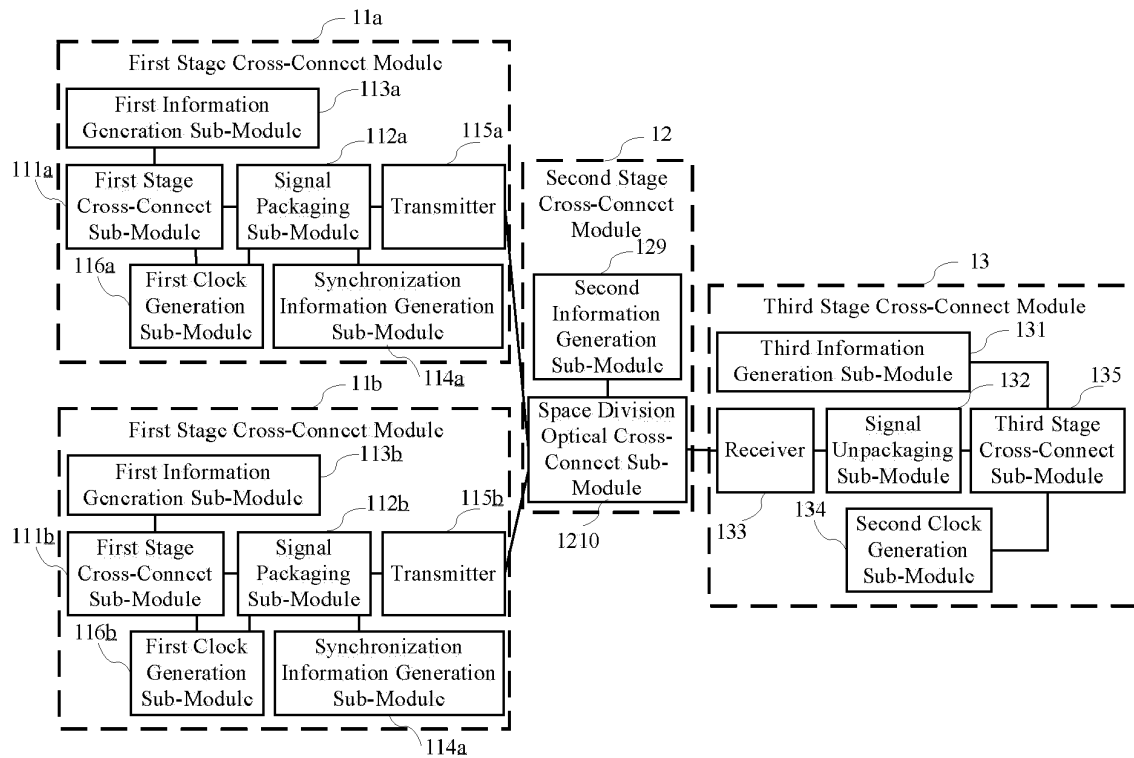 11a
First Stage Cross-Connect Module
113a
First Information
Generation Sub-Module
112a
115a
111a
First Stage
Cross-Connect
Sub-Module
Signal
Packaging
Sub-Module
Transmitter
116a
First Clock
Generation
Sub-Module
Synchronization
Information Generation
Sub-Module
114a
11b
First Stage Cross-Connect Module
113b
First Information
Generation Sub-Module
112b
115b
111b
First Stage
Cross-Connect
Sub-Module
Signal
Packaging
Sub-Module
Transmitter
116b
First Clock
Generation
Sub-Module
Synchronization
Information Generation
Sub-Module
114a
12
Second Stage
Cross-Connect
Module
129
Second
Information
Generation
Sub-Module
Space Division
Optical Cross-
Connect Sub-
Module
1210
13
Third Stage Cross-Connect Module
131
Third Information
Generation Sub-Module
132
135
Receiver
Signal
Unpackaging
Sub-Module
Third Stage
Cross-Connect
Sub-Module
133
134
Second Clock
Generation
Sub-Module